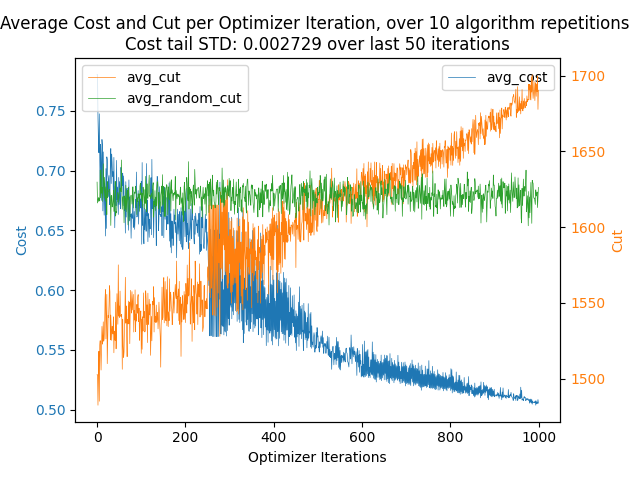 Average Cost and Cut per Optimizer Iteration, over 10 algorithm repetitions
Cost tail STD: 0.002729 over last 50 iterations
avg_cut
avg_random_cut
avg_cost
0.75
0.70
0.65
0.60
0.55
0.50
Cost
1700
1650
1600
1550
1500
Cut
0 200 400 600 800 1000
Optimizer Iterations